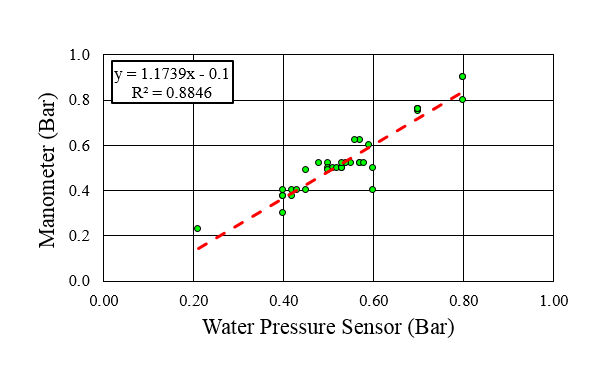 y = 1.1739x - 0.1
R² = 0.8846
1.0
0.8
0.6
0.4
0.2
0.0
Manometer (Bar)
0.00 0.20 0.40 0.60 0.80 1.00
Water Pressure Sensor (Bar)